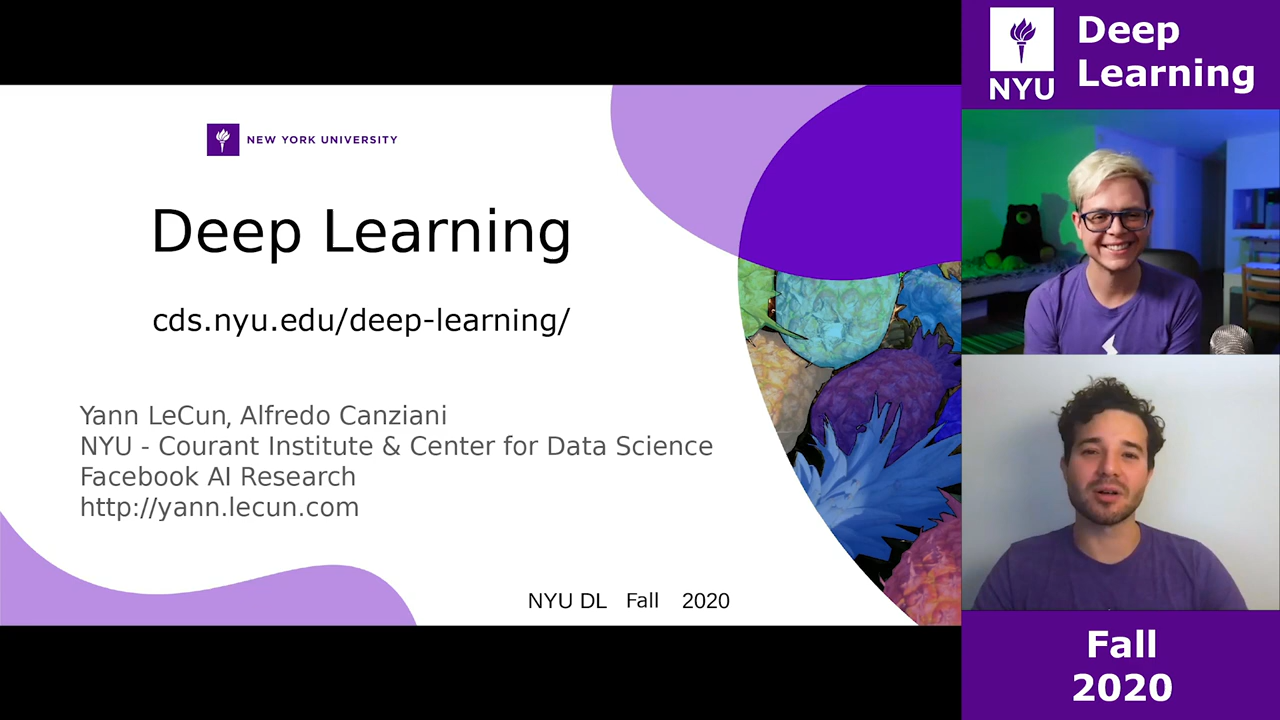 NEW YORK UNIVERSITY
Deep Learning
cds.nyu.edu/deep-learning/
Yann LeCun, Alfredo Canziani
NYU - Courant Institute & Center for Data Science
Facebook AI Research
http://yann.lecun.com
NYU DL Fall 2020
NYU
Deep
Learning
Fall
2020